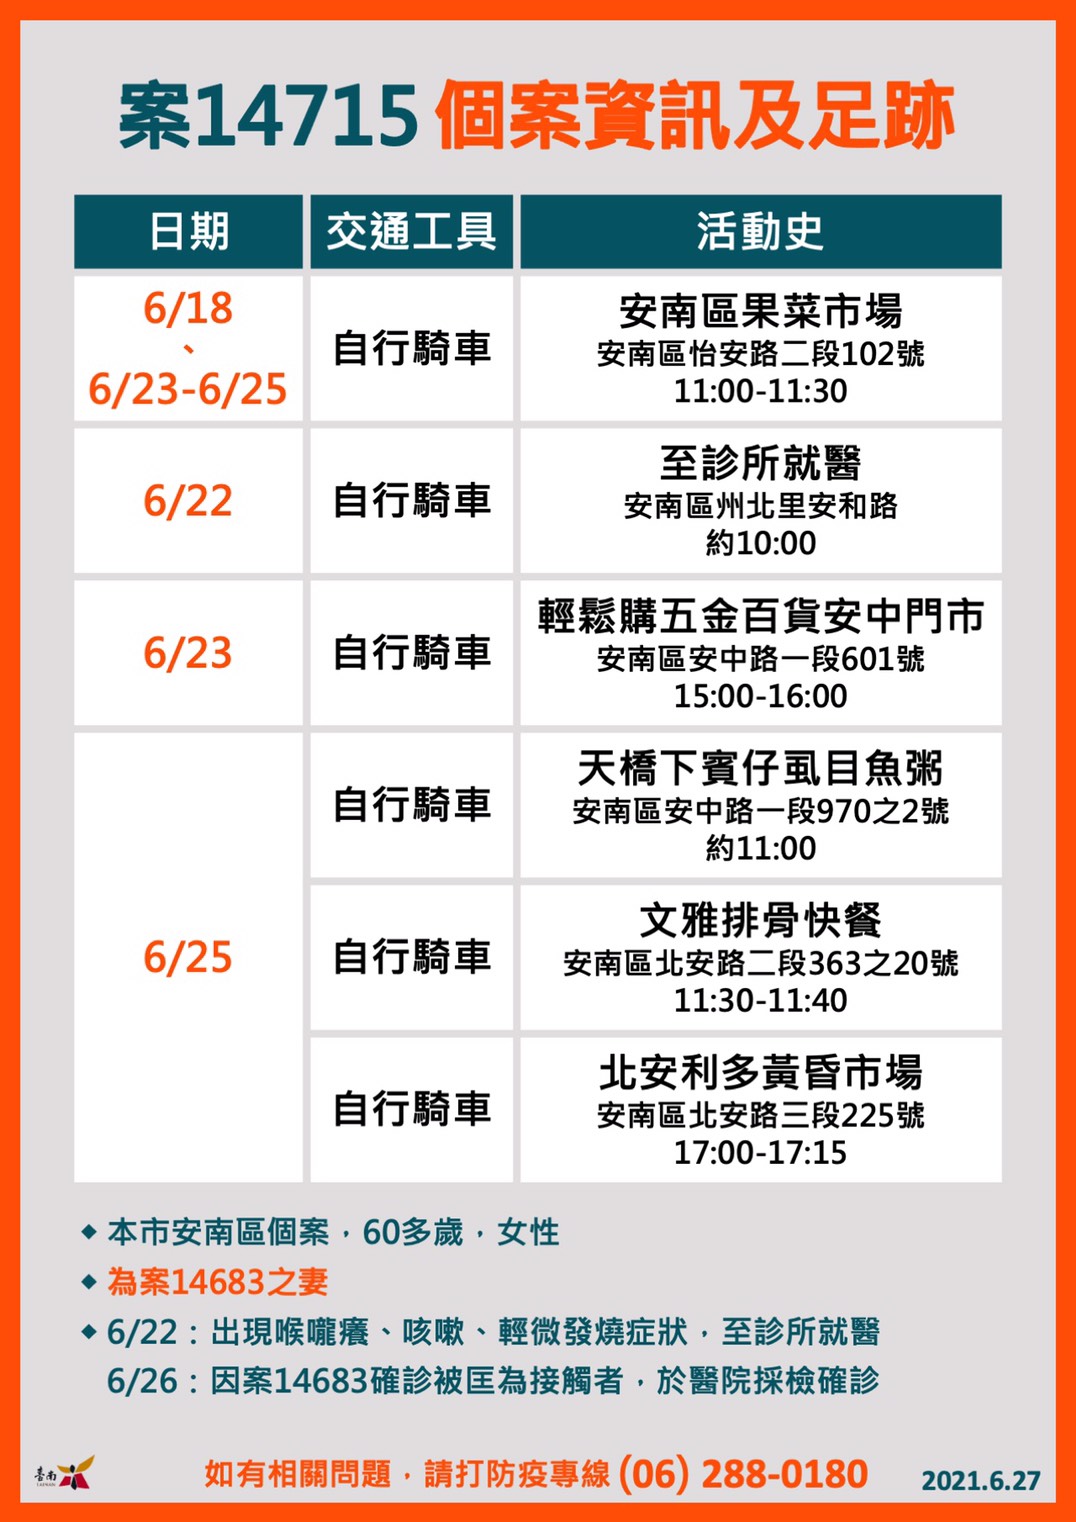 案14715個案資訊及足跡
日期 交通工具 活動史
6/18
、
6/23-6/25
自行騎車
安南區果菜市場
安南區怡安路二段102號
11:00-11:30
6/22
自行騎車
至診所就醫
安南區州北里安和路
約10:00
6/23
自行騎車
輕鬆購五金百貨安中門市
安南區安中路一段601號
15:00-16:00
6/25
自行騎車
天橋下賓仔虱目魚粥
安南區安中路一段970之2號
約11:00
自行騎車
文雅排骨快餐
安南區北安路二段363之20號
11:30-11:40
自行騎車
北安利多黃昏市場
安南區北安路三段225號
17:00-17:15
◆本市安南區個案，60多歲，女性
◆為案14683之妻
◆6/22：出現喉嚨癢、咳嗽、輕微發燒症狀，至診所就醫
6/26：因案14683確診被匡為接觸者，於醫院採檢確診
臺南
TAINAN
如有相關問題，請打防疫專線(06) 288-0180
2021.6.27